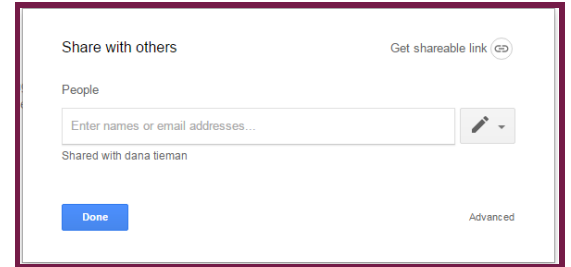 Share with others
Get shareable link
People
Enter names or email addresses...
Shared with dana tieman
Done
Advanced